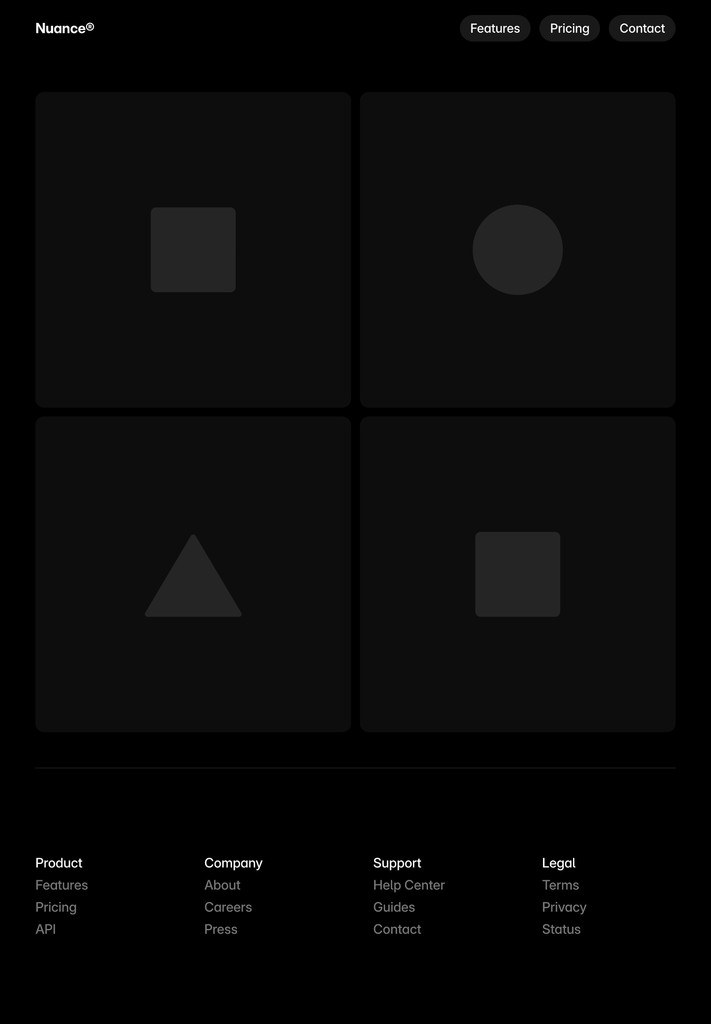 Nuance®
Features Pricing Contact
Product
Features
Pricing
API
Company
About
Careers
Press
Support
Help Center
Guides
Contact
Legal
Terms
Privacy
Status